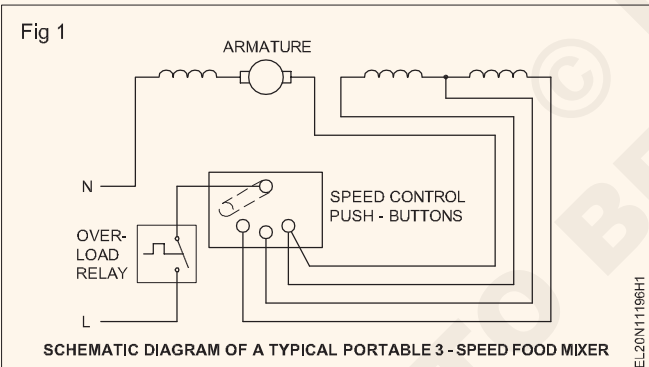 Fig 1
ARMATURE
N
SPEED CONTROL
PUSH - BUTTONS
OVER-
LOAD
RELAY
L
SCHEMATIC DIAGRAM OF A TYPICAL PORTABLE 3 - SPEED FOOD MIXER
EL20N11196H1
©